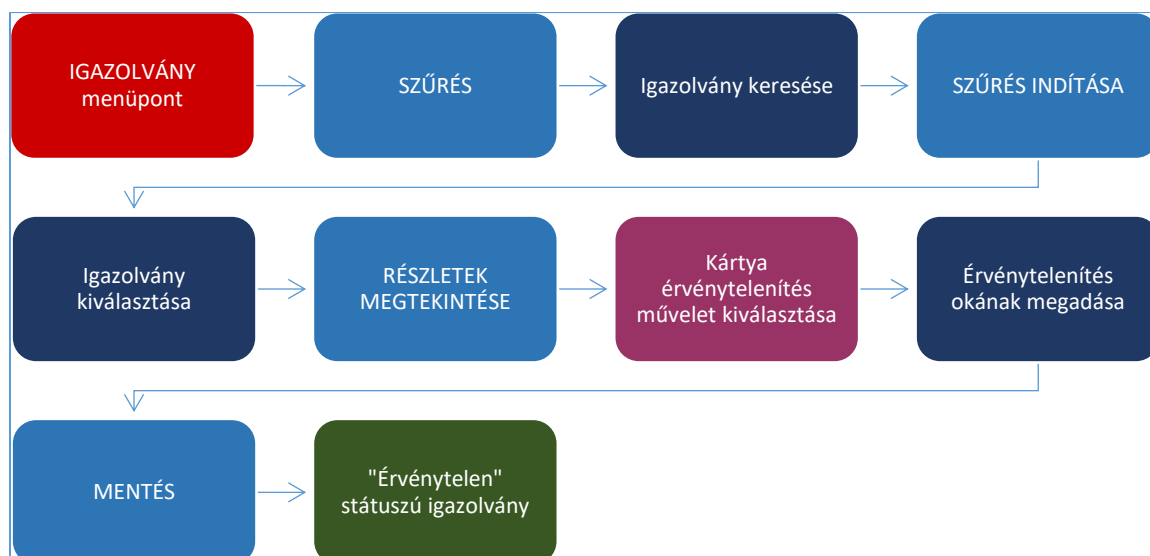 IGAZOLVÁNY
menüpont
SZŰRÉS
Igazolvány keresése
SZŰRÉS INDÍTÁSA
Igazolvány
kiválasztása
RÉSZLETEK
MEGTEKINTÉSE
Kártya
érvénytelenítés
művelet kiválasztása
Érvénytelenítés
okának megadása
MENTÉS
"Érvénytelen"
státuszú igazolvány